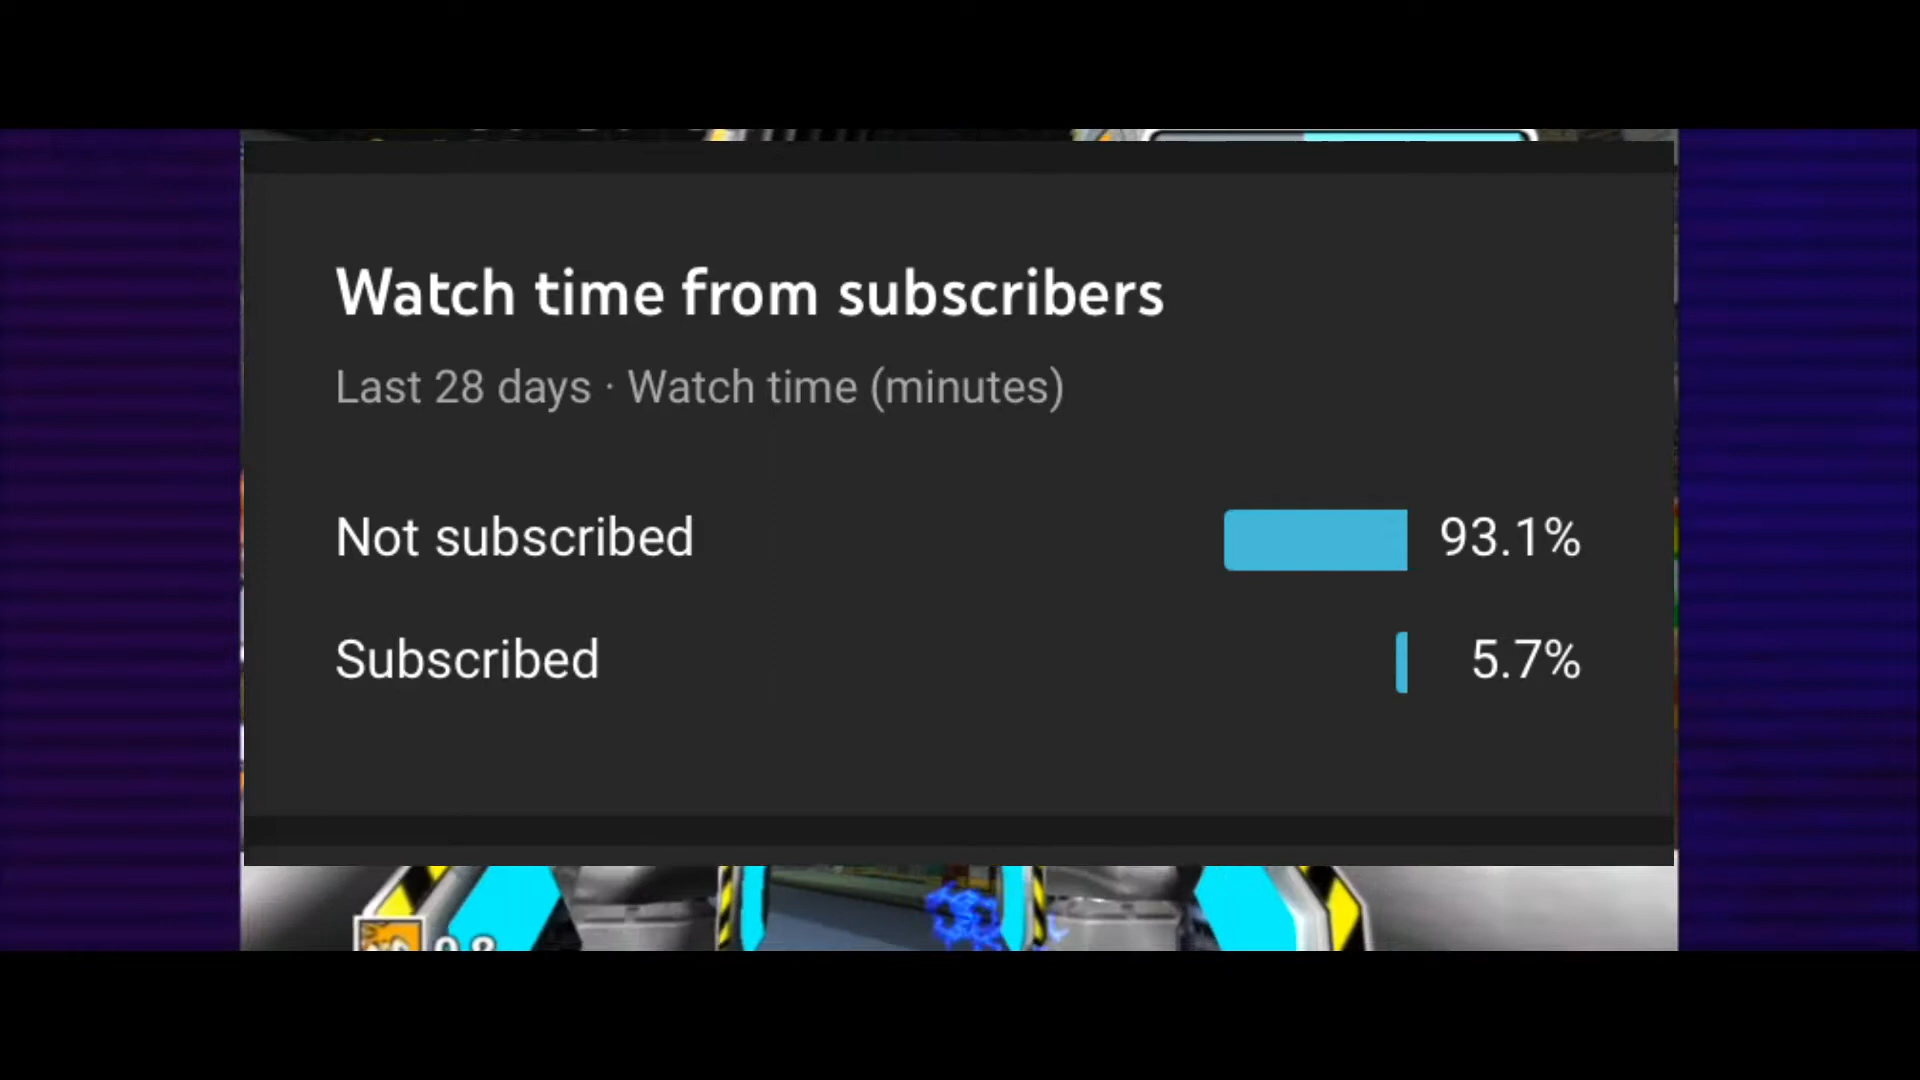 Watch time from subscribers
Last 28 days · Watch time (minutes)
Not subscribed 93.1%
Subscribed 5.7%